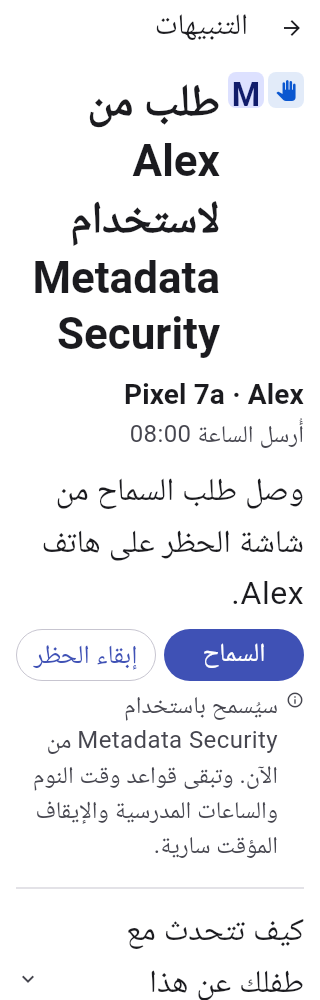 التنبيهات
M
طلب من
Alex
لاستخدام
Metadata
Security
Pixel 7a · Alex
أُرسل الساعة 08:00
وصل طلب السماح من
شاشة الحظر على هاتف
Alex.
السماح
إبقاء الحظر
سيُسمح باستخدام
Metadata Security من
الآن. وتبقى قواعد وقت النوم
والساعات المدرسية والإيقاف
المؤقت سارية.
كيف تتحدث مع
طفلك عن هذا